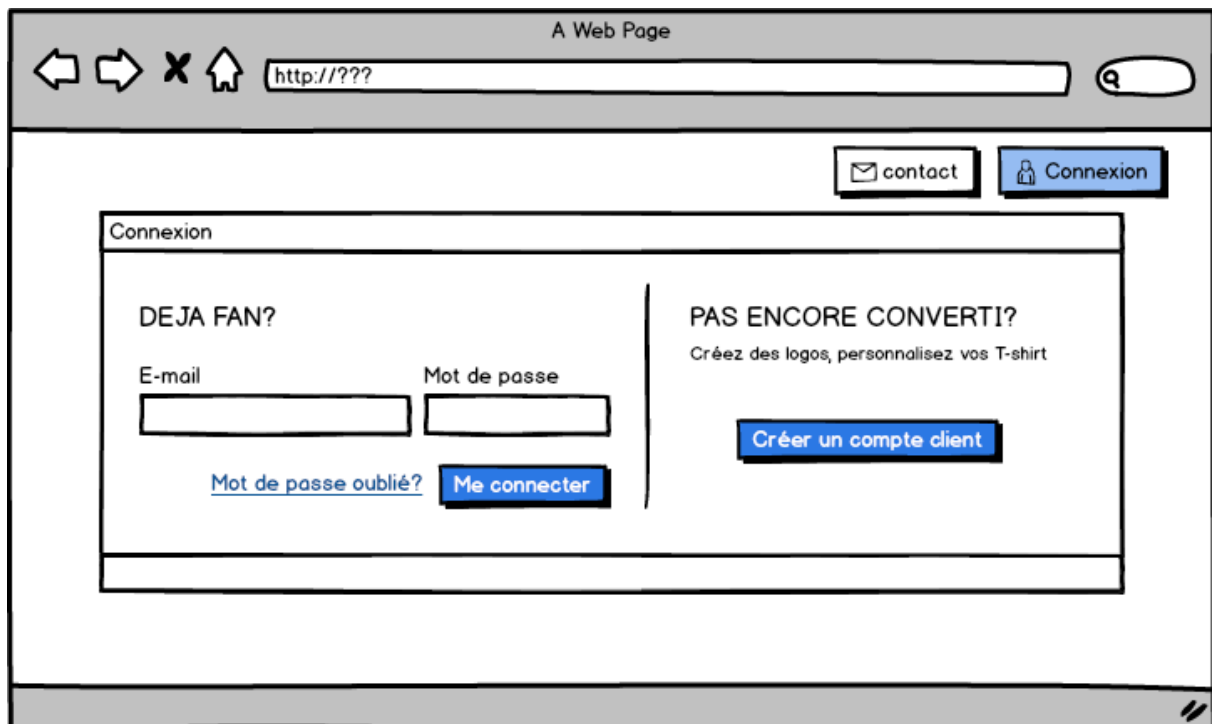 A Web Page
http://???
contact
Connexion
Connexion
DEJA FAN?
E-mail
Mot de passe
Mot de passe oublié?
Me connecter
PAS ENCORE CONVERTI?
Créez des logos, personnalisez vos T-shirt
Créer un compte client